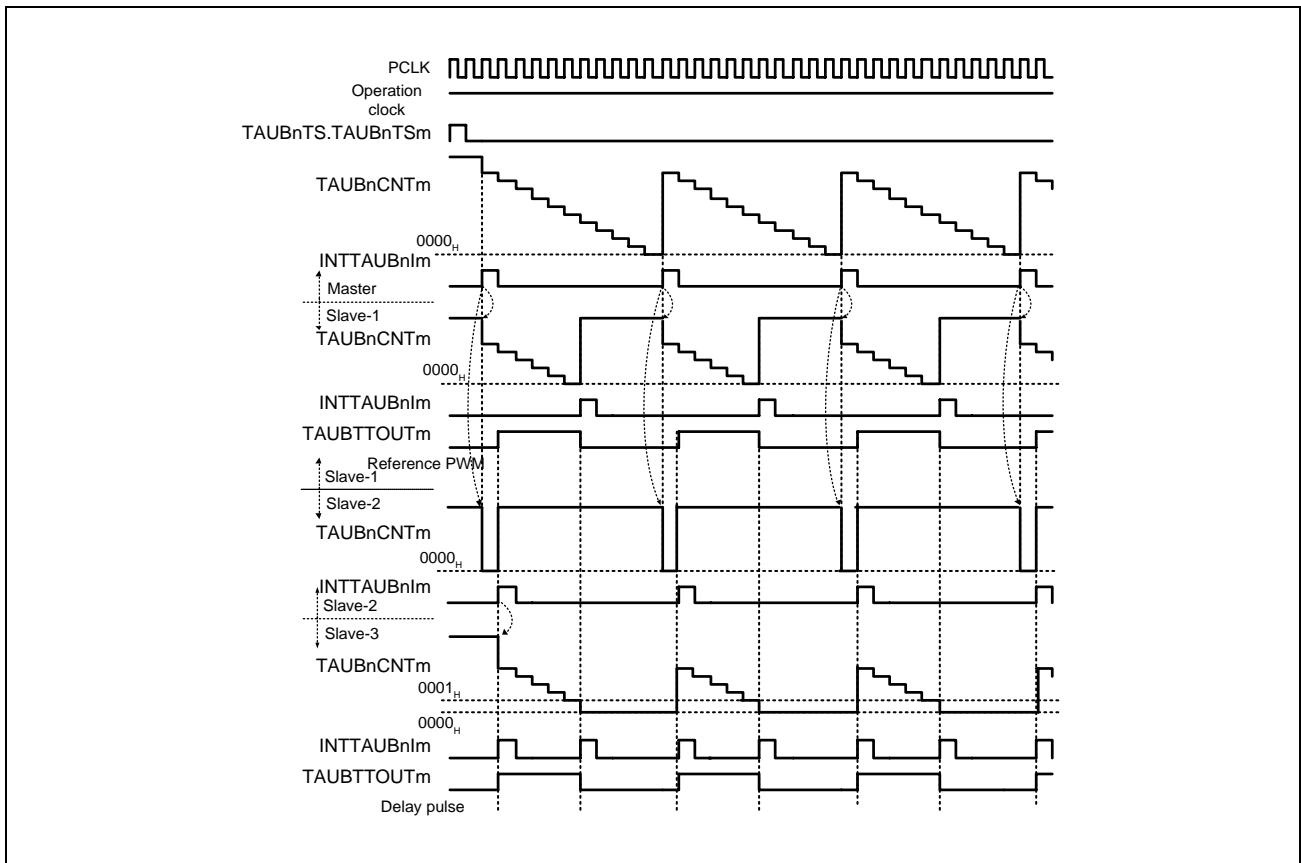 PCLK
Operation
clock
TAUBnTS.TAUBnTSm
TAUBnCNTm
0000H
INTTAUBnIm
Master
Slave-1
TAUBnCNTm
0000H
INTTAUBnIm
TAUBTTOUTm
Reference PWM
Slave-1
Slave-2
TAUBnCNTm
0000H
INTTAUBnIm
Slave-2
Slave-3
TAUBnCNTm
0001H
0000H
INTTAUBnIm
TAUBTTOUTm
Delay pulse